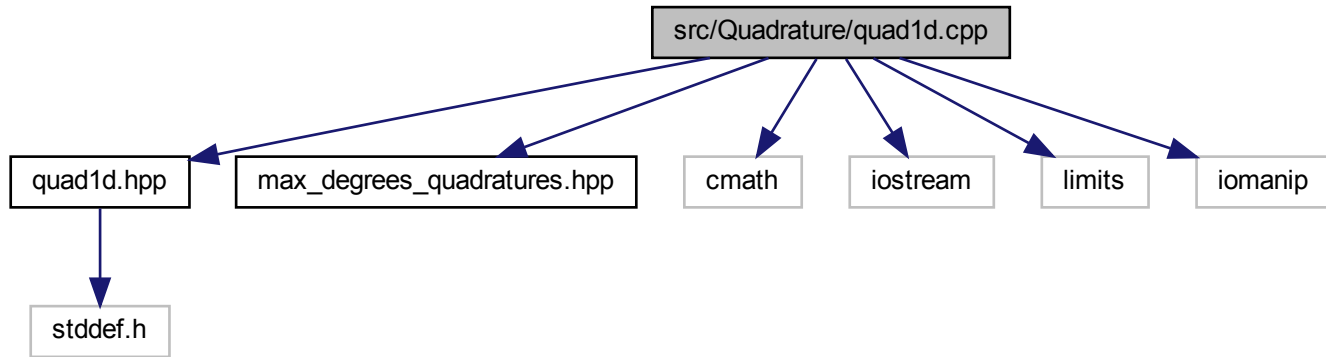 src/Quadrature/quad1d.cpp
quad1d.hpp
max_degrees_quadratures.hpp
cmath
iostream
limits
iomanip
stddef.h